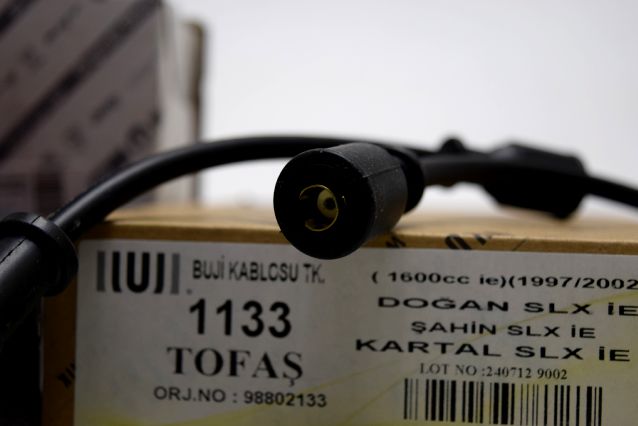 BUJİ KABLOSU TK.
1133
TOFAŞ
ORJ.NO : 98802133
( 1600cc ie)(1997/2002
DOĞAN SLX İE
ŞAHİN SLX İE
KARTAL SLX İE
LOT NO :240712 9002